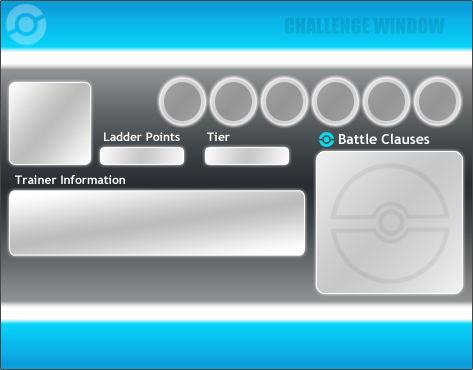 CHALLENGE WINDOW
Ladder Points
Tier
Battle Clauses
Trainer Information